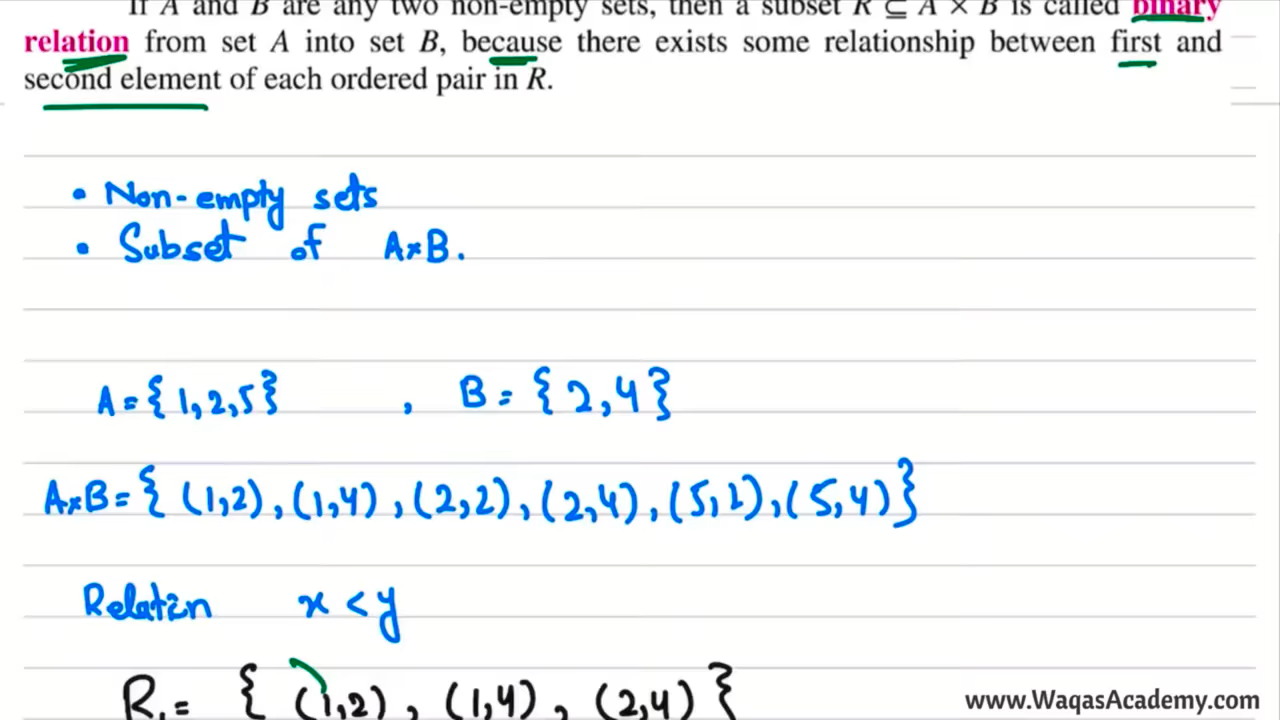 If A and B are any two non-empty sets, then a subset R ⊆ A × B is called binary
relation from set A into set B, because there exists some relationship between first and
second element of each ordered pair in R.
• Non-empty sets
• Subset of A×B.
A = {1,2,5} , B = {2,4}
A×B = { (1,2), (1,4), (2,2), (2,4), (5,2), (5,4) }
Relation x < y
R₁ = { (1,2), (1,4), (2,4) }
www.WaqasAcademy.com